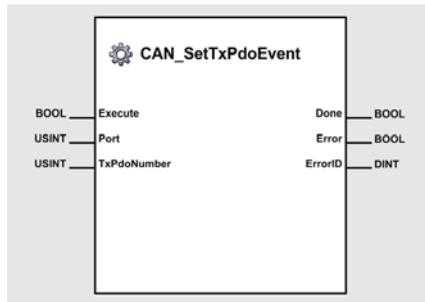 CAN_SetTxPdoEvent
BOOL Execute Done BOOL
USINT Port Error BOOL
USINT TxPdoNumber ErrorID DINT